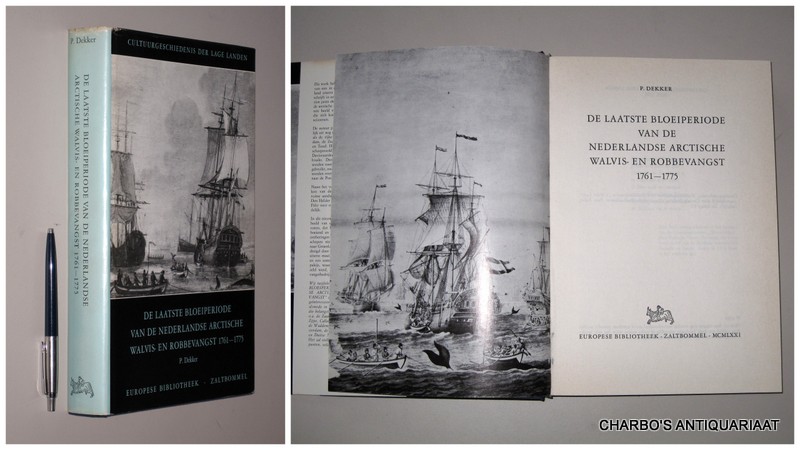 P. Dekker
DE LAATSTE BLOEIPERIODE VAN DE NEDERLANDSE
ARCTISCHE WALVIS- EN ROBBEVANGST 1761–1775
CULTUURGESCHIEDENIS DER LAGE LANDEN
DE LAATSTE BLOEIPERIODE
VAN DE NEDERLANDSE ARCTISCHE
WALVIS- EN ROBBEVANGST 1761–1775
P. Dekker
EUROPESE BIBLIOTHEEK - ZALTBOMMEL
P. DEKKER
DE LAATSTE BLOEIPERIODE
VAN DE
NEDERLANDSE ARCTISCHE
WALVIS- EN ROBBEVANGST
1761—1775
EUROPESE BIBLIOTHEEK - ZALTBOMMEL - MCMLXXI
CHARBO'S ANTIQUARIAAT